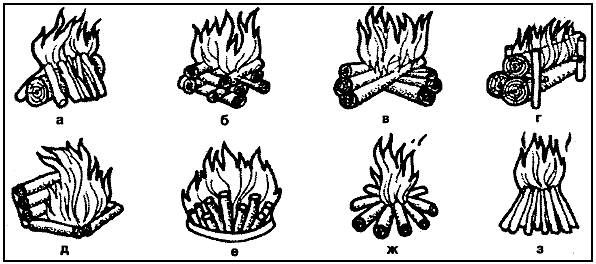 а б в г
д е ж з